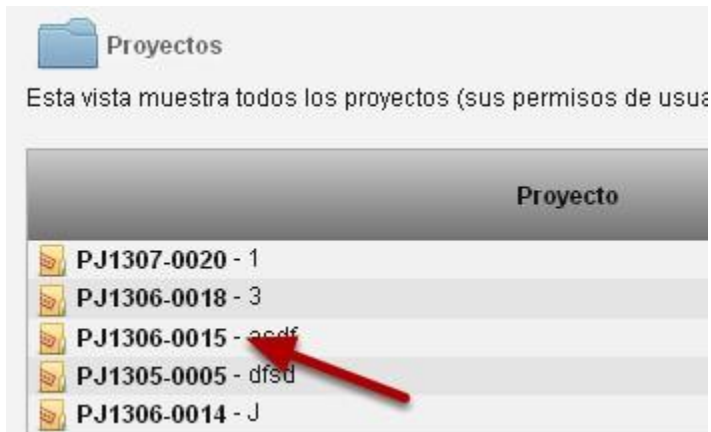 Proyectos
Esta vista muestra todos los proyectos (sus permisos de usua
Proyecto
PJ1307-0020 - 1
PJ1306-0018 - 3
PJ1306-0015 - asdf
PJ1305-0005 - dfsd
PJ1306-0014 - J